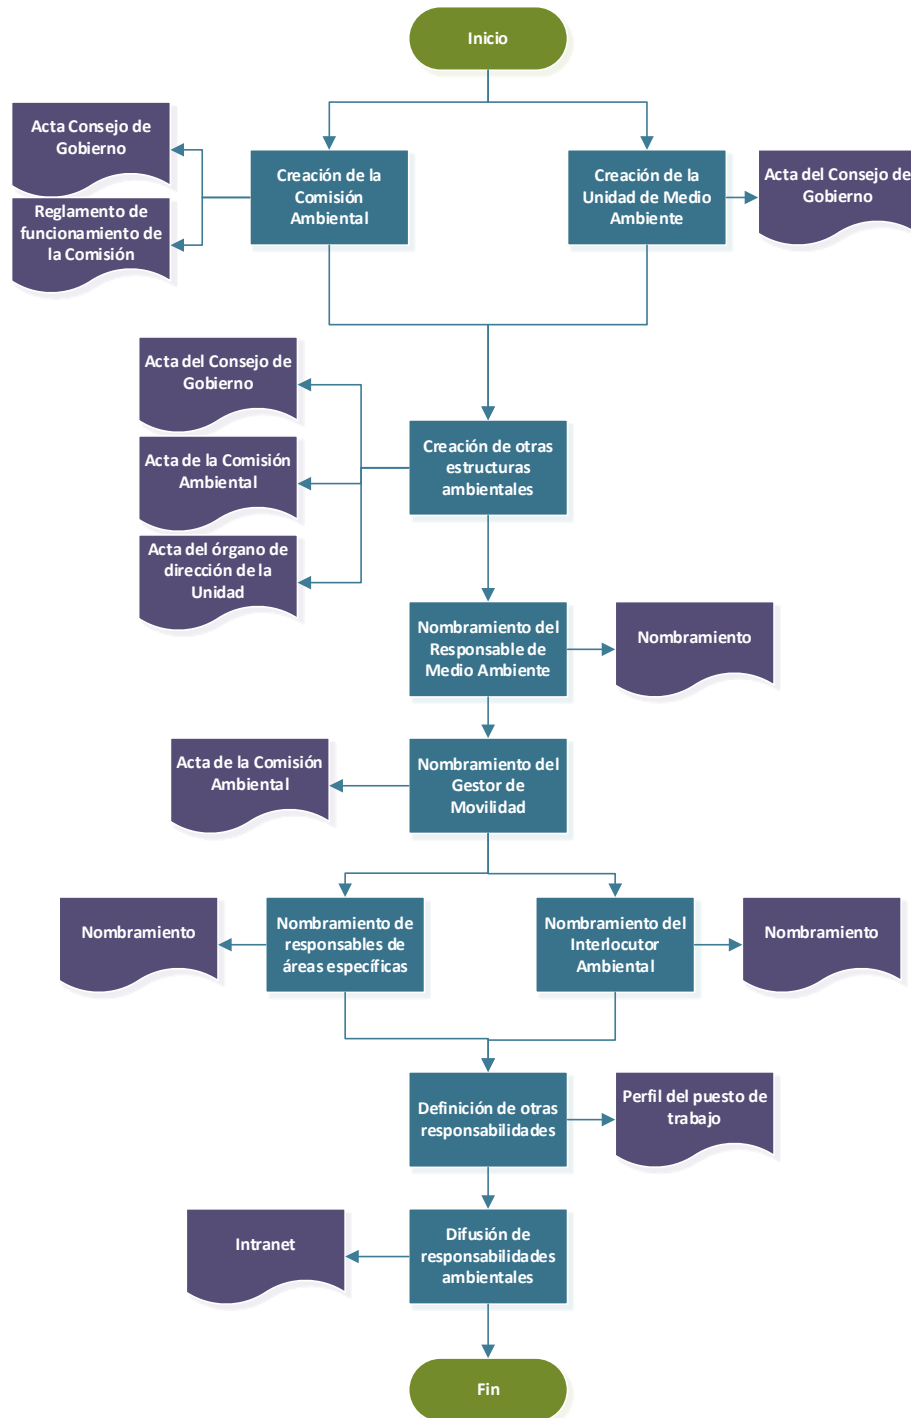 Inicio
Acta Consejo de
Gobierno
Reglamento de
funcionamiento de
la Comisión
Creación de la
Comisión
Ambiental
Creación de la
Unidad de Medio
Ambiente
Acta del Consejo de
Gobierno
Acta del Consejo de
Gobierno
Acta de la Comisión
Ambiental
Acta del órgano de
dirección de la
Unidad
Creación de otras
estructuras
ambientales
Nombramiento del
Responsable de
Medio Ambiente
Nombramiento
Acta de la Comisión
Ambiental
Nombramiento del
Gestor de
Movilidad
Nombramiento
Nombramiento de
responsables de
áreas específicas
Nombramiento del
Interlocutor
Ambiental
Nombramiento
Definición de otras
responsabilidades
Perfil del puesto de
trabajo
Intranet
Difusión de
responsabilidades
ambientales
Fin